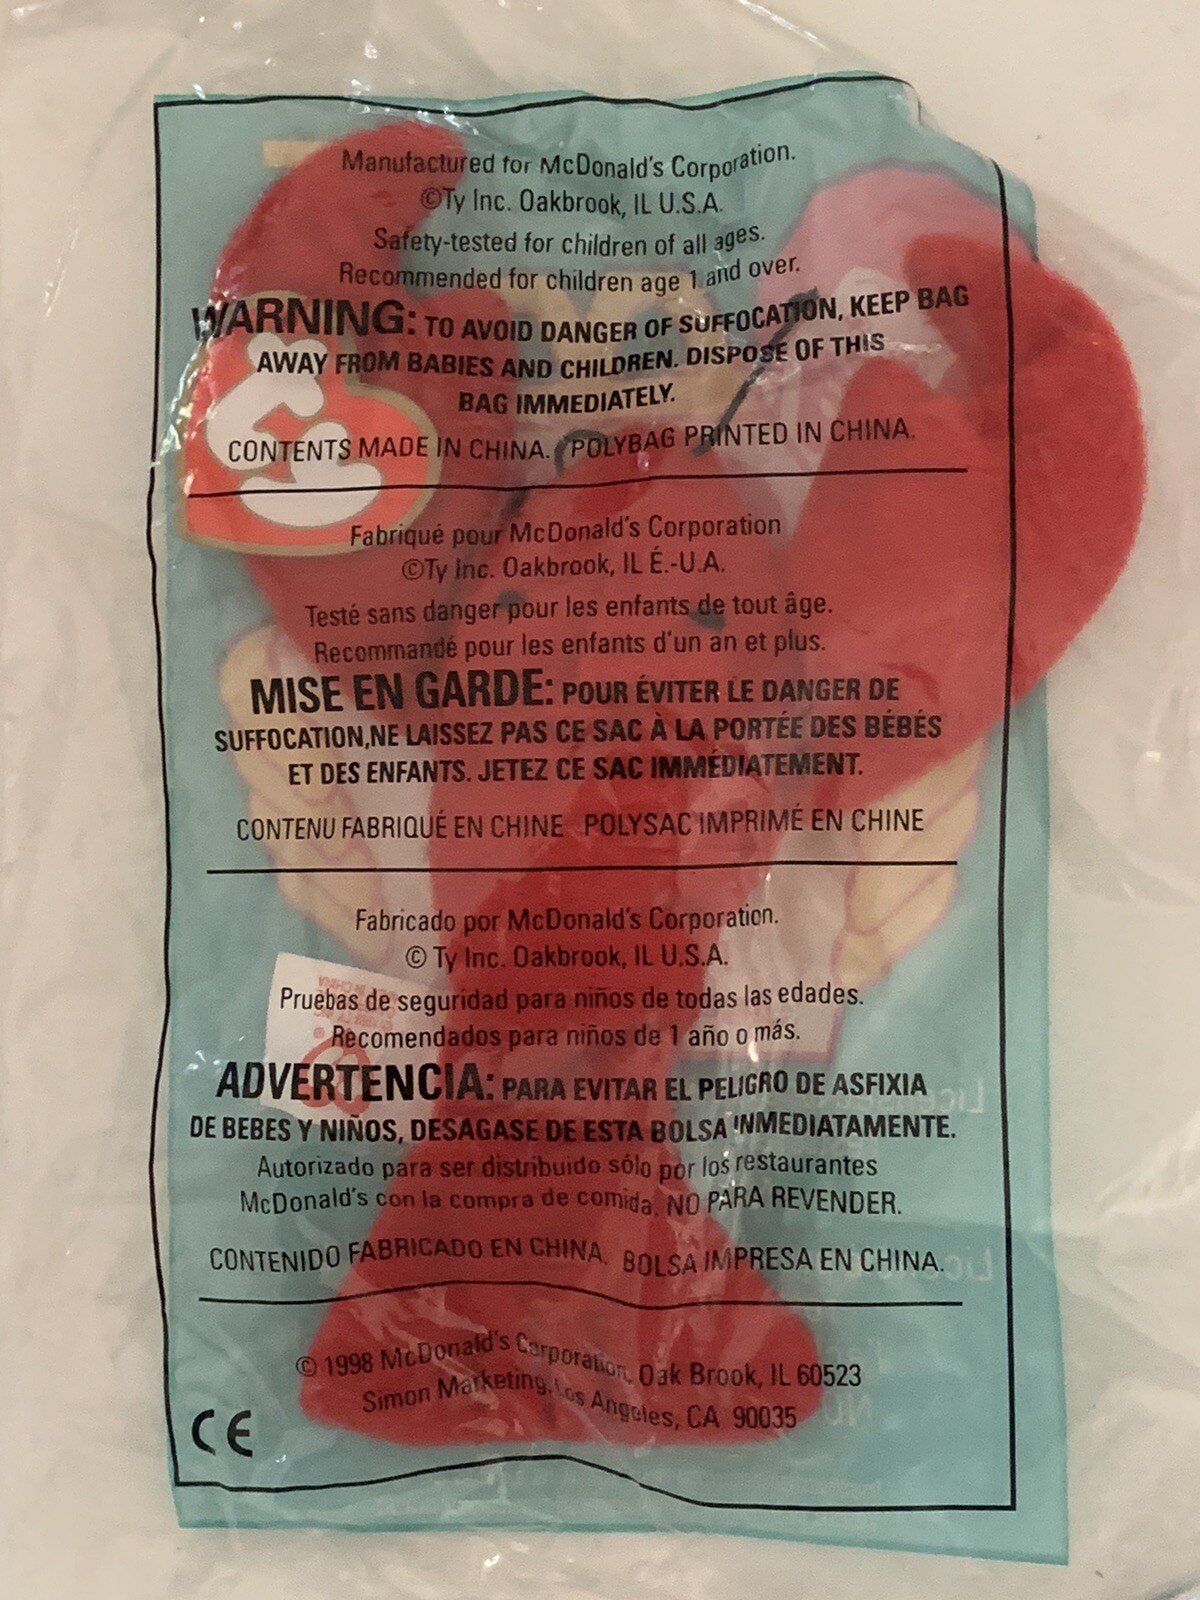 Manufactured for McDonald's Corporation.
©Ty Inc. Oakbrook, IL U.S.A.
Safety-tested for children of all ages.
Recommended for children age 1 and over.
WARNING: TO AVOID DANGER OF SUFFOCATION, KEEP BAG
AWAY FROM BABIES AND CHILDREN. DISPOSE OF THIS
BAG IMMEDIATELY.
CONTENTS MADE IN CHINA. POLYBAG PRINTED IN CHINA.
Fabriqué pour McDonald's Corporation
©Ty Inc. Oakbrook, IL É.-U.A.
Testé sans danger pour les enfants de tout âge.
Recommandé pour les enfants d'un an et plus.
MISE EN GARDE: POUR ÉVITER LE DANGER DE
SUFFOCATION,NE LAISSEZ PAS CE SAC À LA PORTÉE DES BÉBÉS
ET DES ENFANTS. JETEZ CE SAC IMMÉDIATEMENT.
CONTENU FABRIQUÉ EN CHINE POLYSAC IMPRIMÉ EN CHINE
Fabricado por McDonald's Corporation.
© Ty Inc. Oakbrook, IL U.S.A.
Pruebas de seguridad para niños de todas las edades.
Recomendados para niños de 1 año o más.
ADVERTENCIA: PARA EVITAR EL PELIGRO DE ASFIXIA
DE BEBES Y NIÑOS, DESAGASE DE ESTA BOLSA INMEDIATAMENTE.
Autorizado para ser distribuido sólo por los restaurantes
McDonald's con la compra de comida. NO PARA REVENDER.
CONTENIDO FABRICADO EN CHINA. BOLSA IMPRESA EN CHINA.
© 1998 McDonald's Corporation, Oak Brook, IL 60523
Simon Marketing, Los Angeles, CA 90035
CE